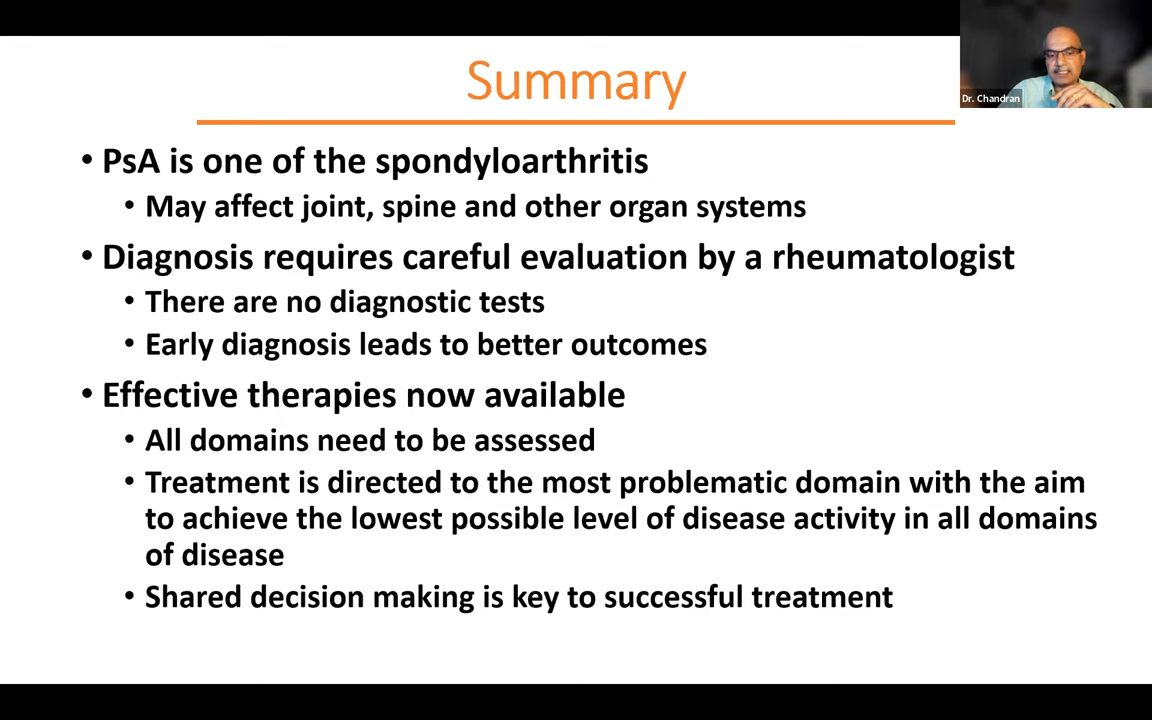 Summary
Dr. Chandran
• PsA is one of the spondyloarthritis
• May affect joint, spine and other organ systems
• Diagnosis requires careful evaluation by a rheumatologist
• There are no diagnostic tests
• Early diagnosis leads to better outcomes
• Effective therapies now available
• All domains need to be assessed
• Treatment is directed to the most problematic domain with the aim
to achieve the lowest possible level of disease activity in all domains
of disease
• Shared decision making is key to successful treatment